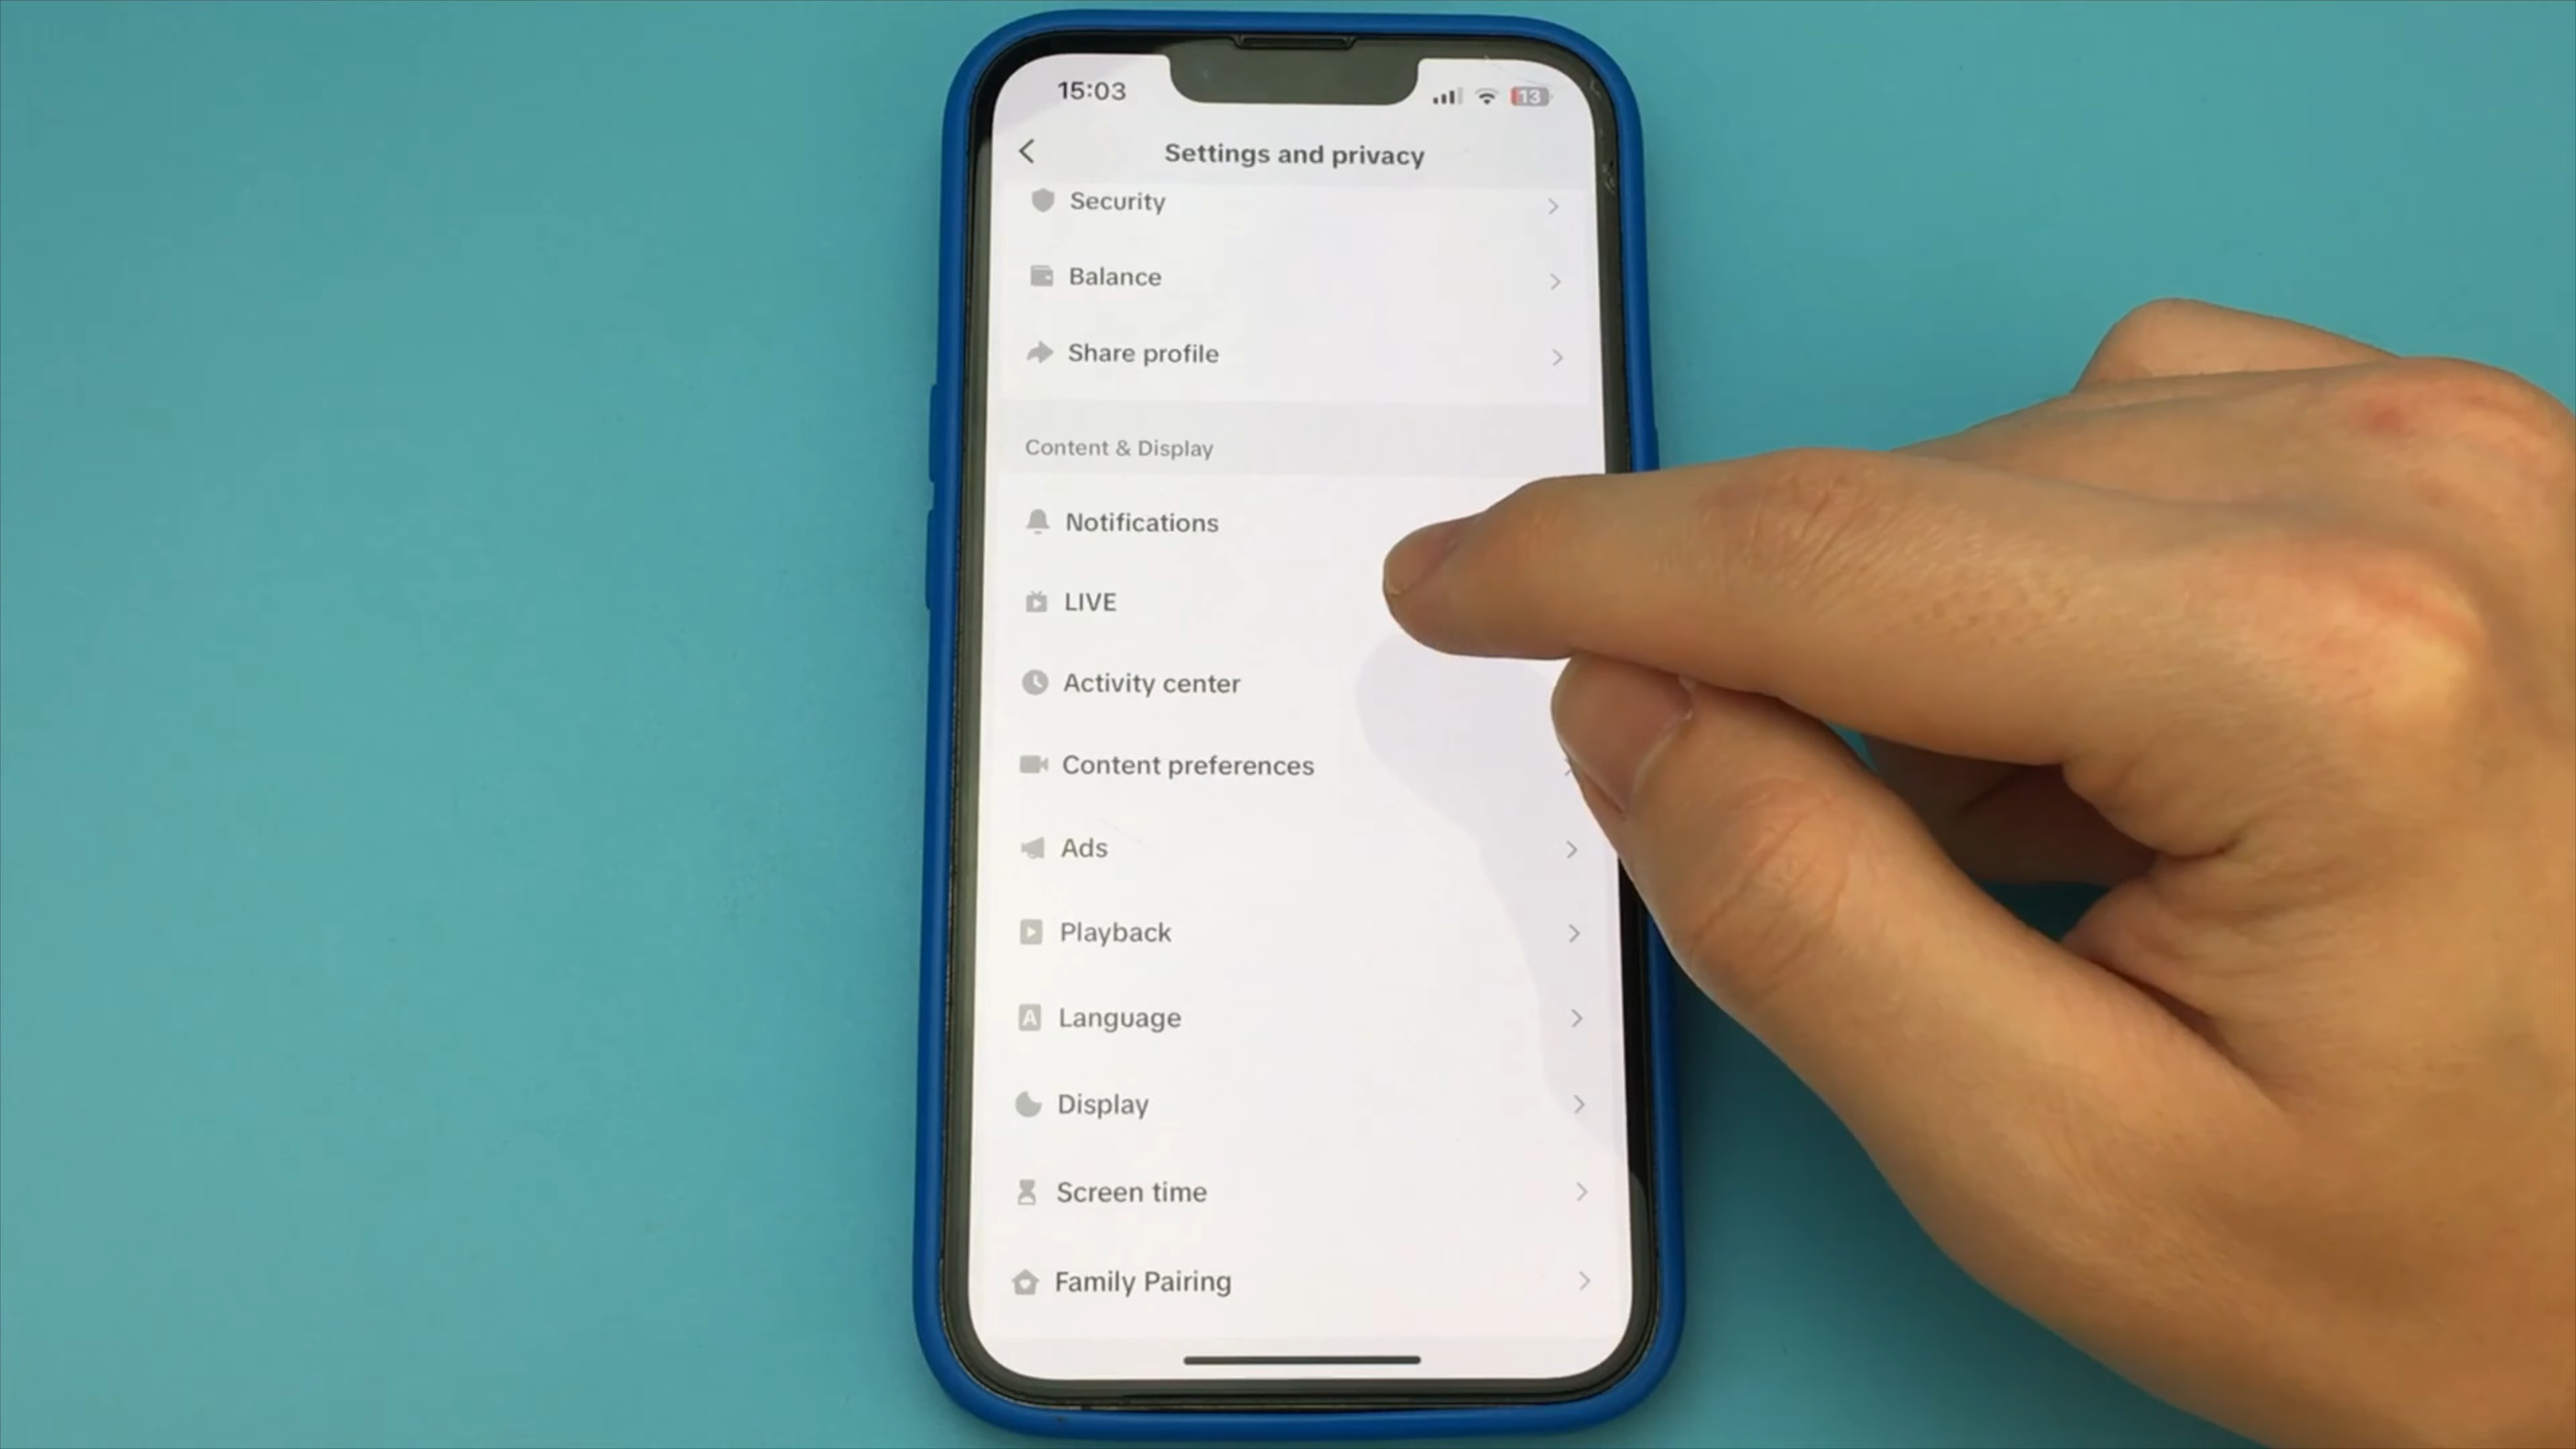 15:03
13
Settings and privacy
Security
Balance
Share profile
Content & Display
Notifications
LIVE
Activity center
Content preferences
Ads
Playback
A Language
Display
Screen time
Family Pairing